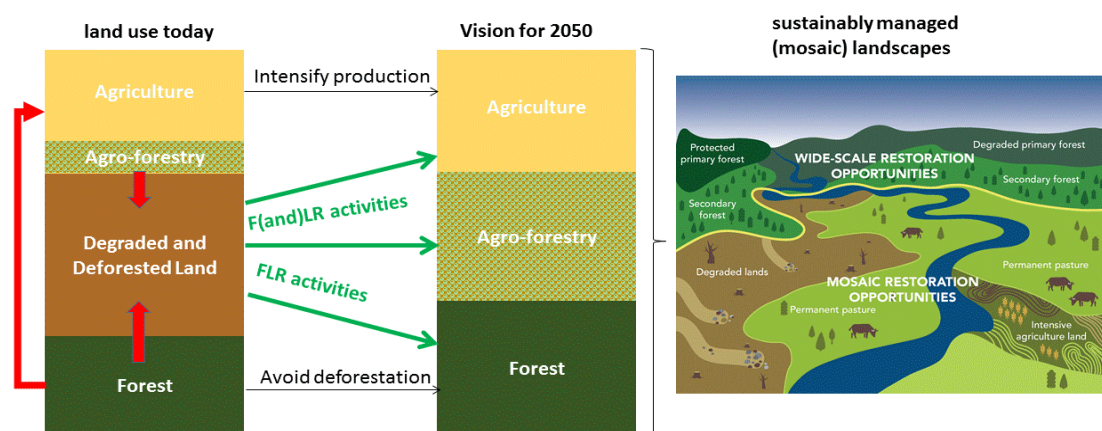 land use today
Agriculture
Agro-forestry
Degraded and
Deforested Land
Forest
Intensify production
F(and)LR activities
FLR activities
Avoid deforestation
Vision for 2050
Agriculture
Agro-forestry
Forest
sustainably managed
(mosaic) landscapes
Protected
primary forest
Degraded primary forest
WIDE-SCALE RESTORATION
OPPORTUNITIES
Secondary forest
Secondary
forest
Degraded lands
Permanent pasture
MOSAIC RESTORATION
OPPORTUNITIES
Permanent pasture
Intensive
agriculture land